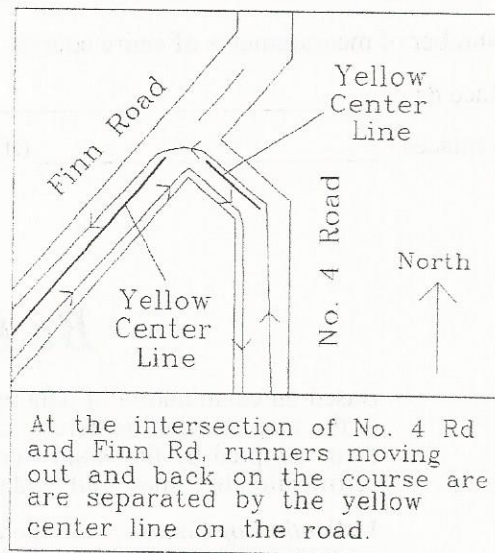 Yellow
Center
Line
Finn Road
No. 4 Road
North
Yellow
Center
Line
At the intersection of No. 4 Rd
and Finn Rd, runners moving
out and back on the course are
are separated by the yellow
center line on the road.